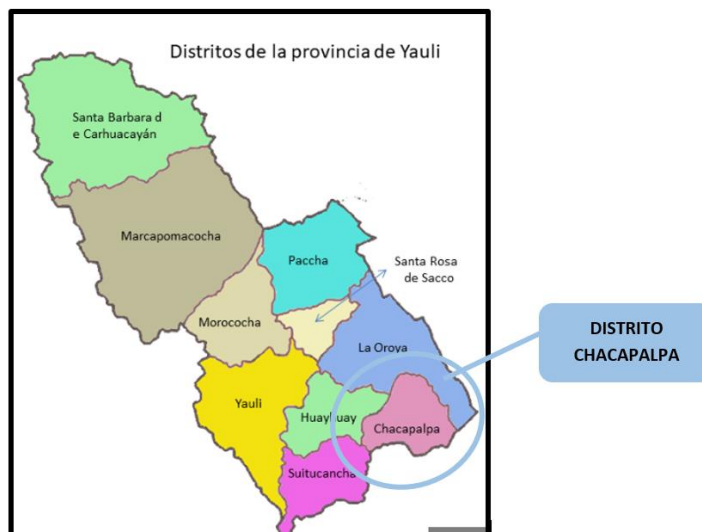 Distritos de la provincia de Yauli
Santa Barbara d
e Carhuacayán
Marcapomacocha
Paccha
Santa Rosa
de Sacco
Morococha
La Oroya
DISTRITO
CHACAPALPA
Yauli
Huayhuay
Chacapalpa
Suitucancha